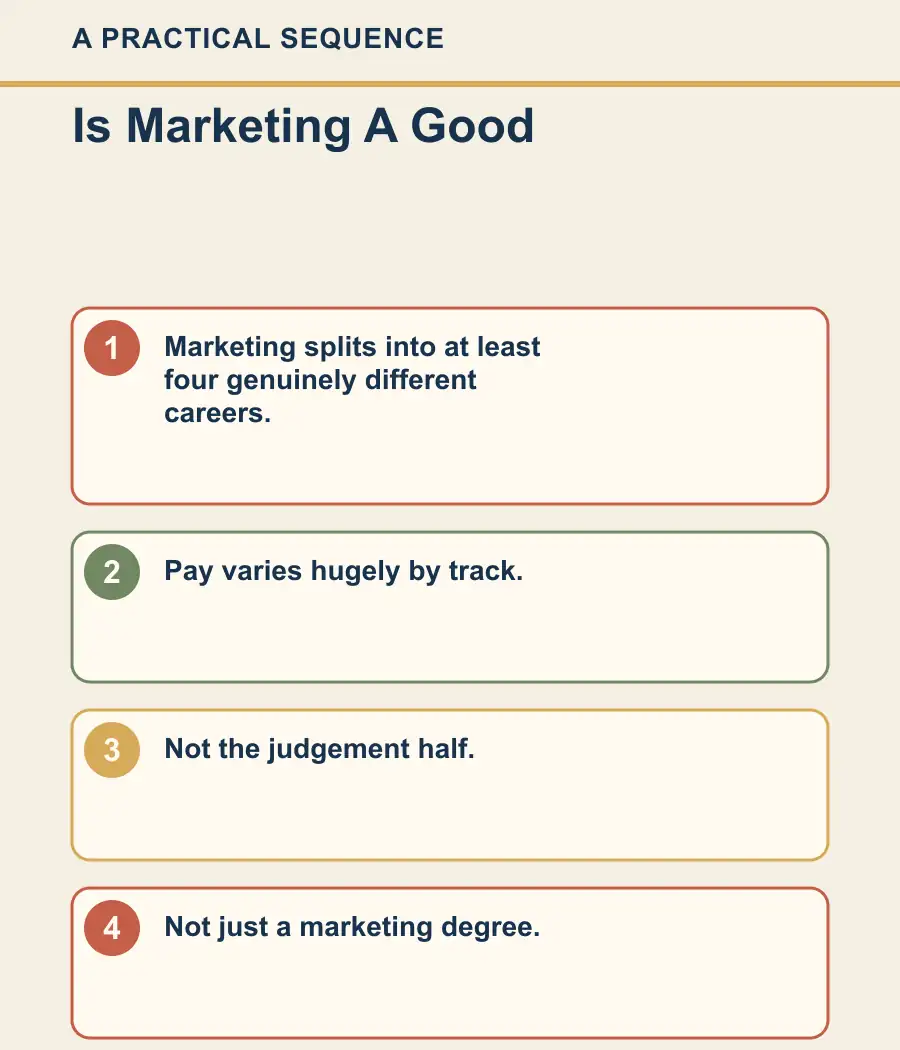 A PRACTICAL SEQUENCE
Is Marketing A Good
1
Marketing splits into at least
four genuinely different
careers.
2
Pay varies hugely by track.
3
Not the judgement half.
4
Not just a marketing degree.